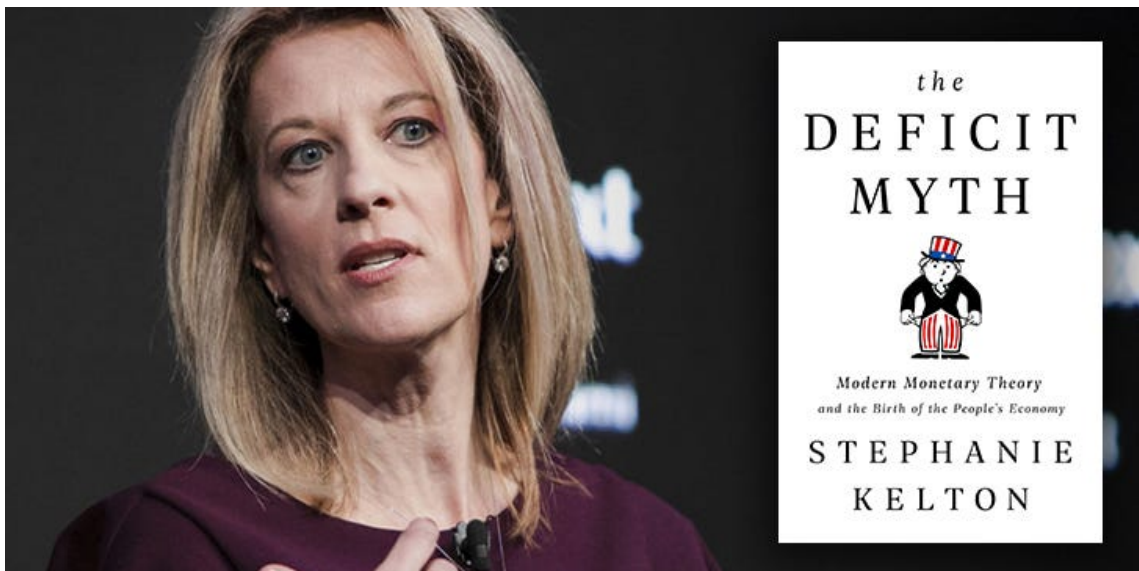 the
DEFICIT
MYTH
Modern Monetary Theory
and the Birth of the People's Economy
STEPHANIE
KELTON